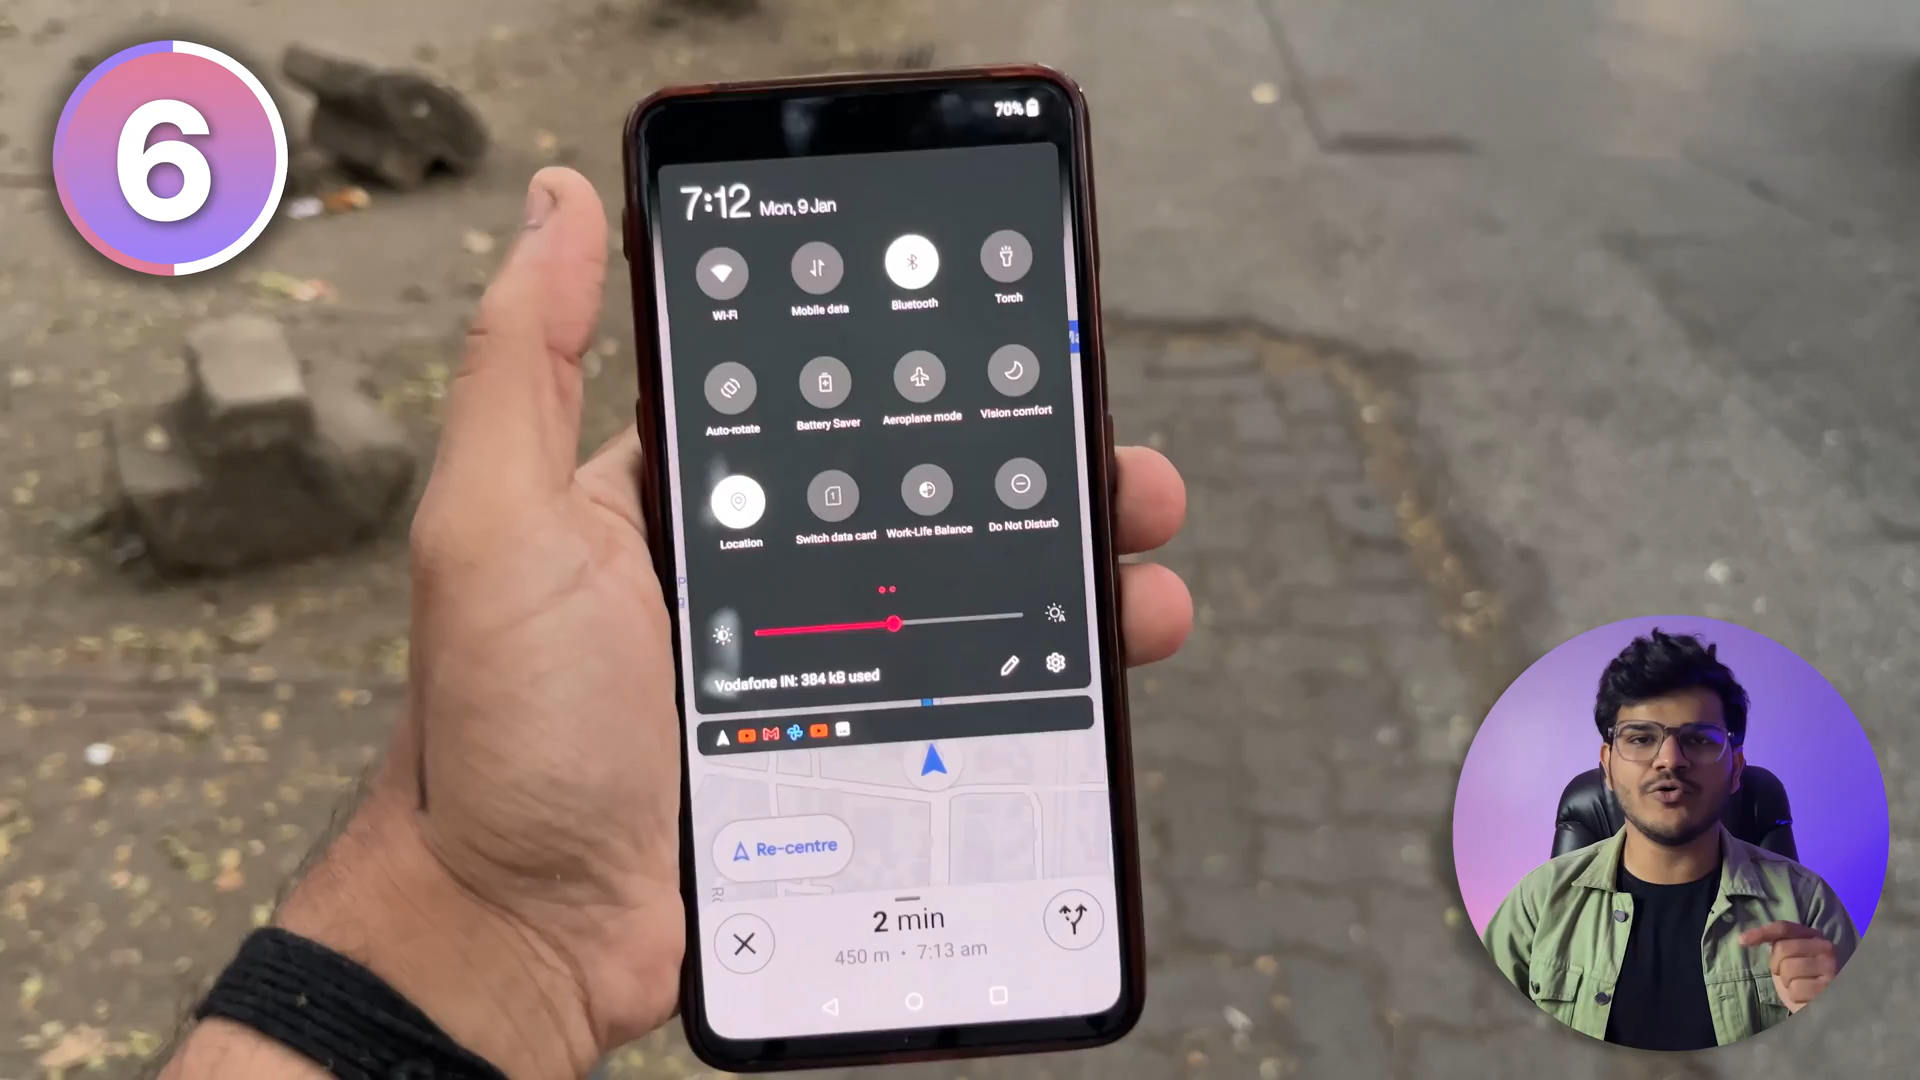 6
70%
7:12 Mon, 9 Jan
Wi-Fi Mobile data Bluetooth Torch
Auto-rotate Battery Saver Aeroplane mode Vision comfort
1
Location Switch data card Work-Life Balance Do Not Disturb
A
Vodafone IN: 384 kB used
Re-centre
2 min
450 m • 7:13 am